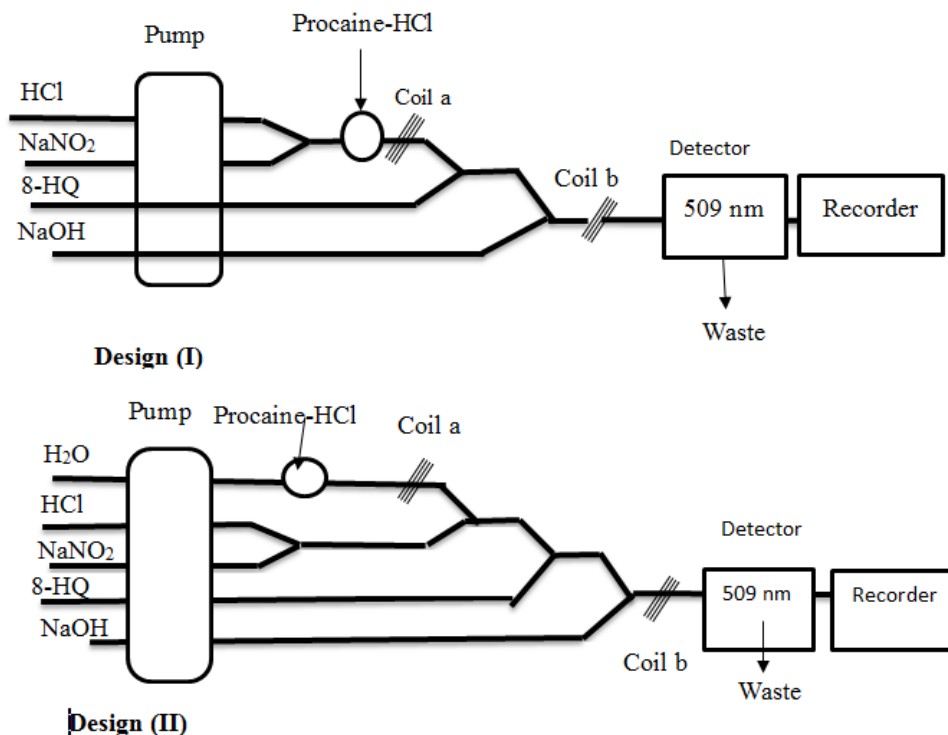 Procaine-HCl
Pump
HCl
Coil a
NaNO₂
Detector
8-HQ
Coil b
509 nm
Recorder
NaOH
Waste
Design (I)
Pump
Procaine-HCl
Coil a
H₂O
HCl
Detector
NaNO₂
8-HQ
509 nm
Recorder
NaOH
Coil b
Waste
Design (II)